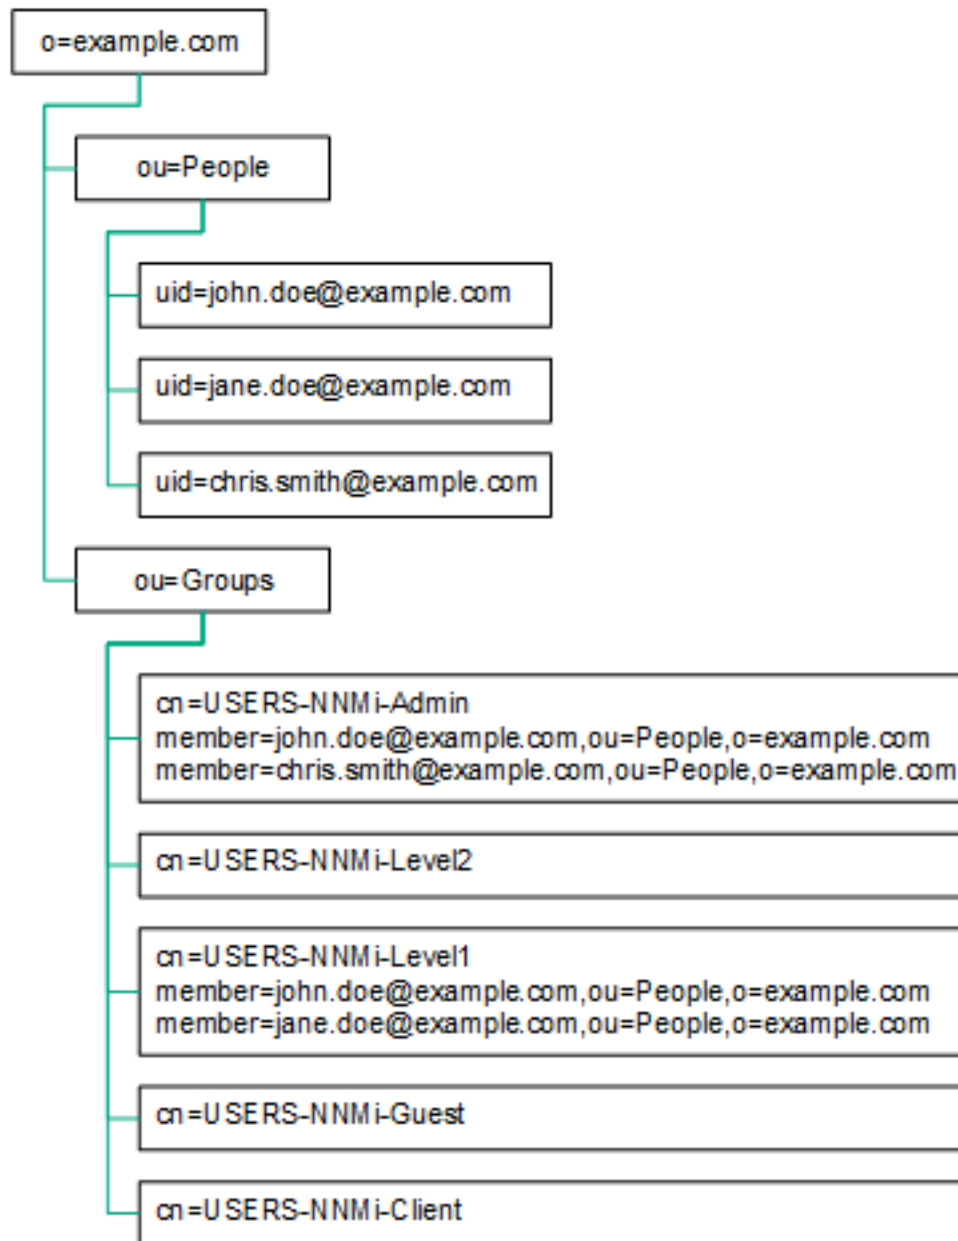 o=example.com
ou=People
uid=john.doe@example.com
uid=jane.doe@example.com
uid=chris.smith@example.com
ou=Groups
cn=USERS-NNMi-Admin
member=john.doe@example.com,ou=People,o=example.com
member=chris.smith@example.com,ou=People,o=example.com
cn=USERS-NNMi-Level2
cn=USERS-NNMi-Level1
member=john.doe@example.com,ou=People,o=example.com
member=jane.doe@example.com,ou=People,o=example.com
cn=USERS-NNMi-Guest
cn=USERS-NNMi-Client